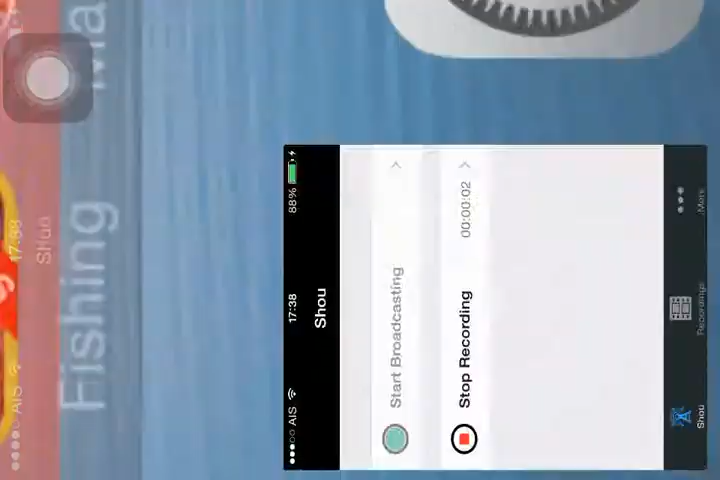 AIS 17:38 88%
Shou
Start Broadcasting
Stop Recording 00:00:02
Shou Recordings More
AIS 17:38
Shou
Fishing Ma